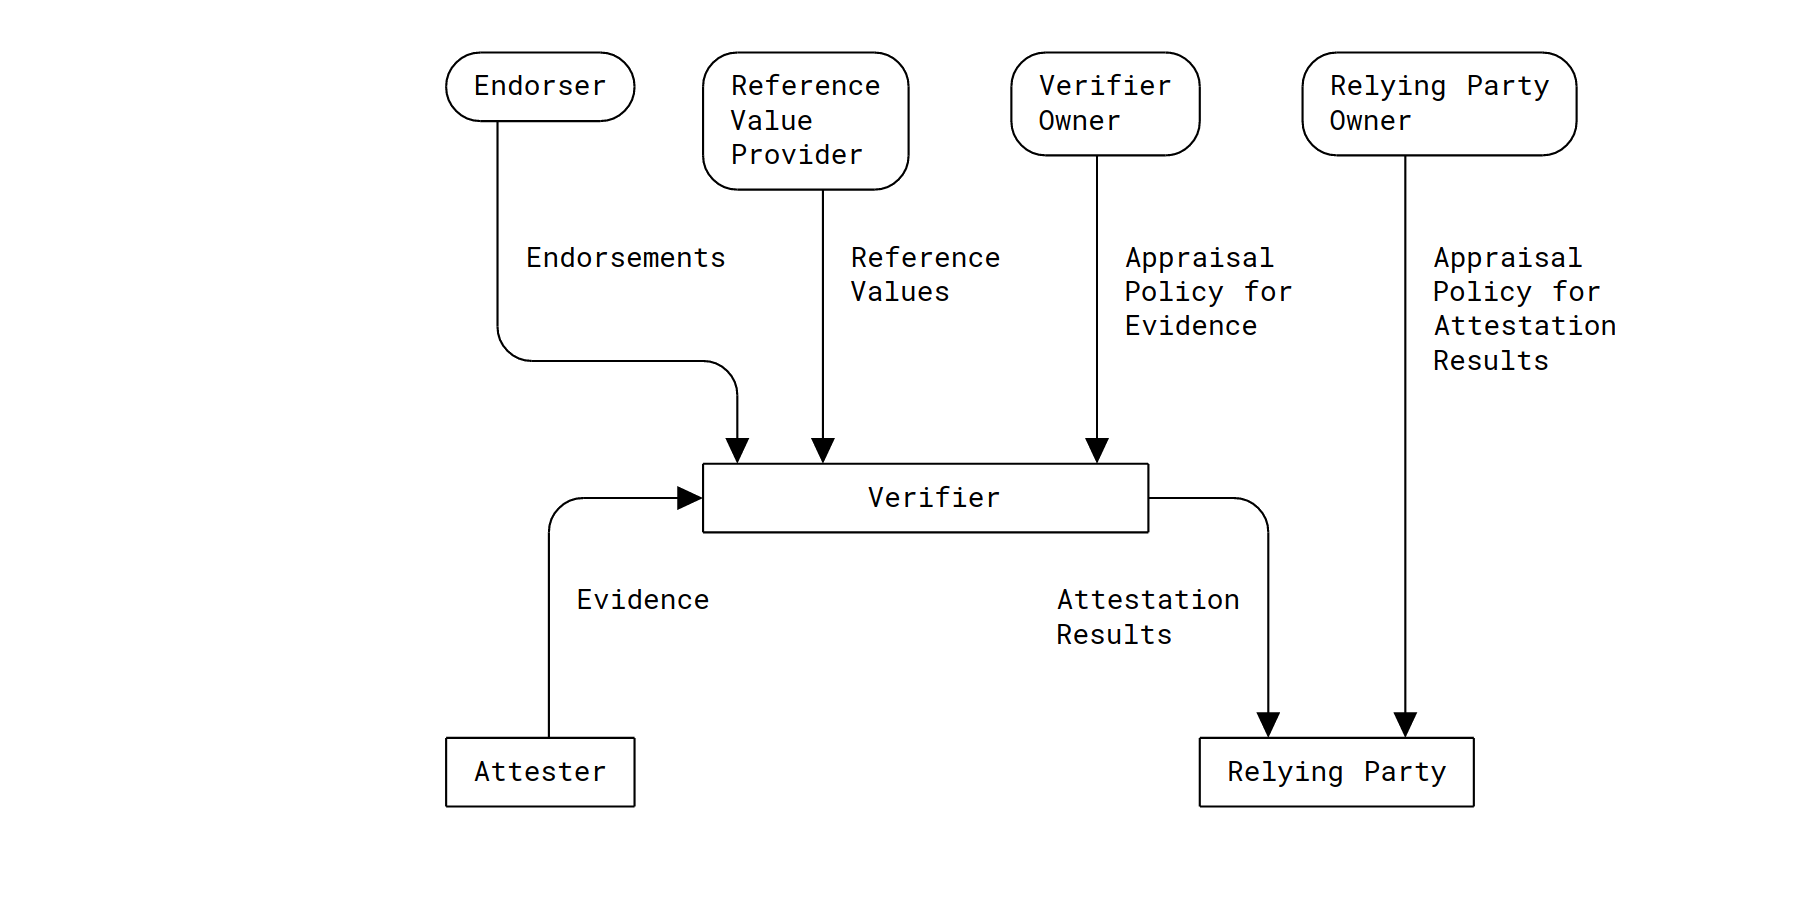 Endorser
Reference
Value
Provider
Verifier
Owner
Relying Party
Owner
Endorsements
Reference
Values
Appraisal
Policy for
Evidence
Appraisal
Policy for
Attestation
Results
Verifier
Evidence
Attestation
Results
Attester
Relying Party